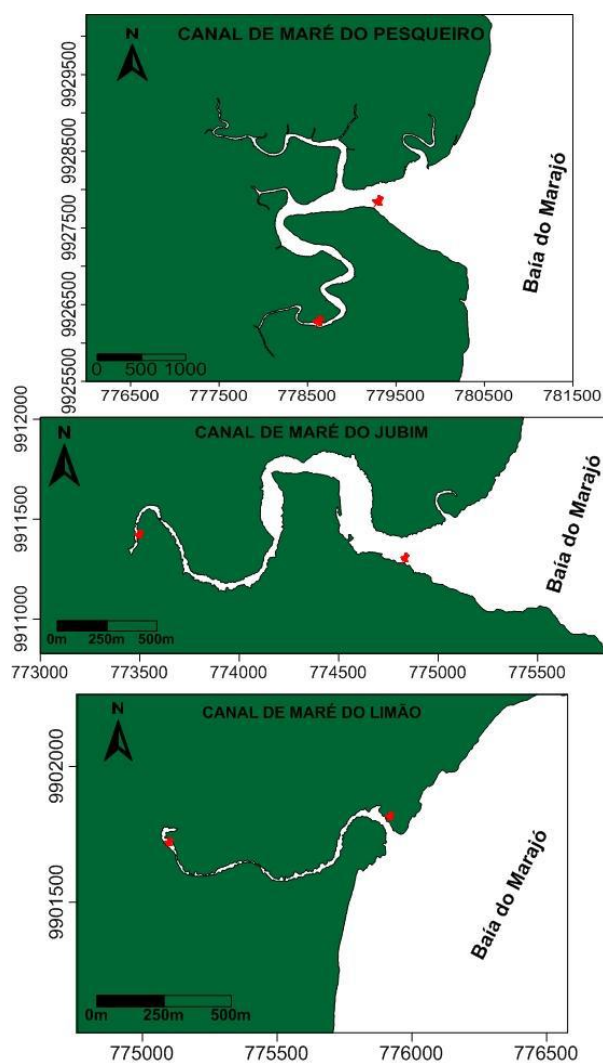 CANAL DE MARÉ DO PESQUEIRO
N
9929500
9928500
9927500
9926500
9925500
Baía do Marajó
0 500 1000
776500 777500 778500 779500 780500 781500
CANAL DE MARÉ DO JUBIM
N
9912000
9911500
9911000
Baía do Marajó
0m 250m 500m
773000 773500 774000 774500 775000 775500
CANAL DE MARÉ DO LIMÃO
N
9902000
9901500
Baía do Marajó
0m 250m 500m
775000 775500 776000 776500